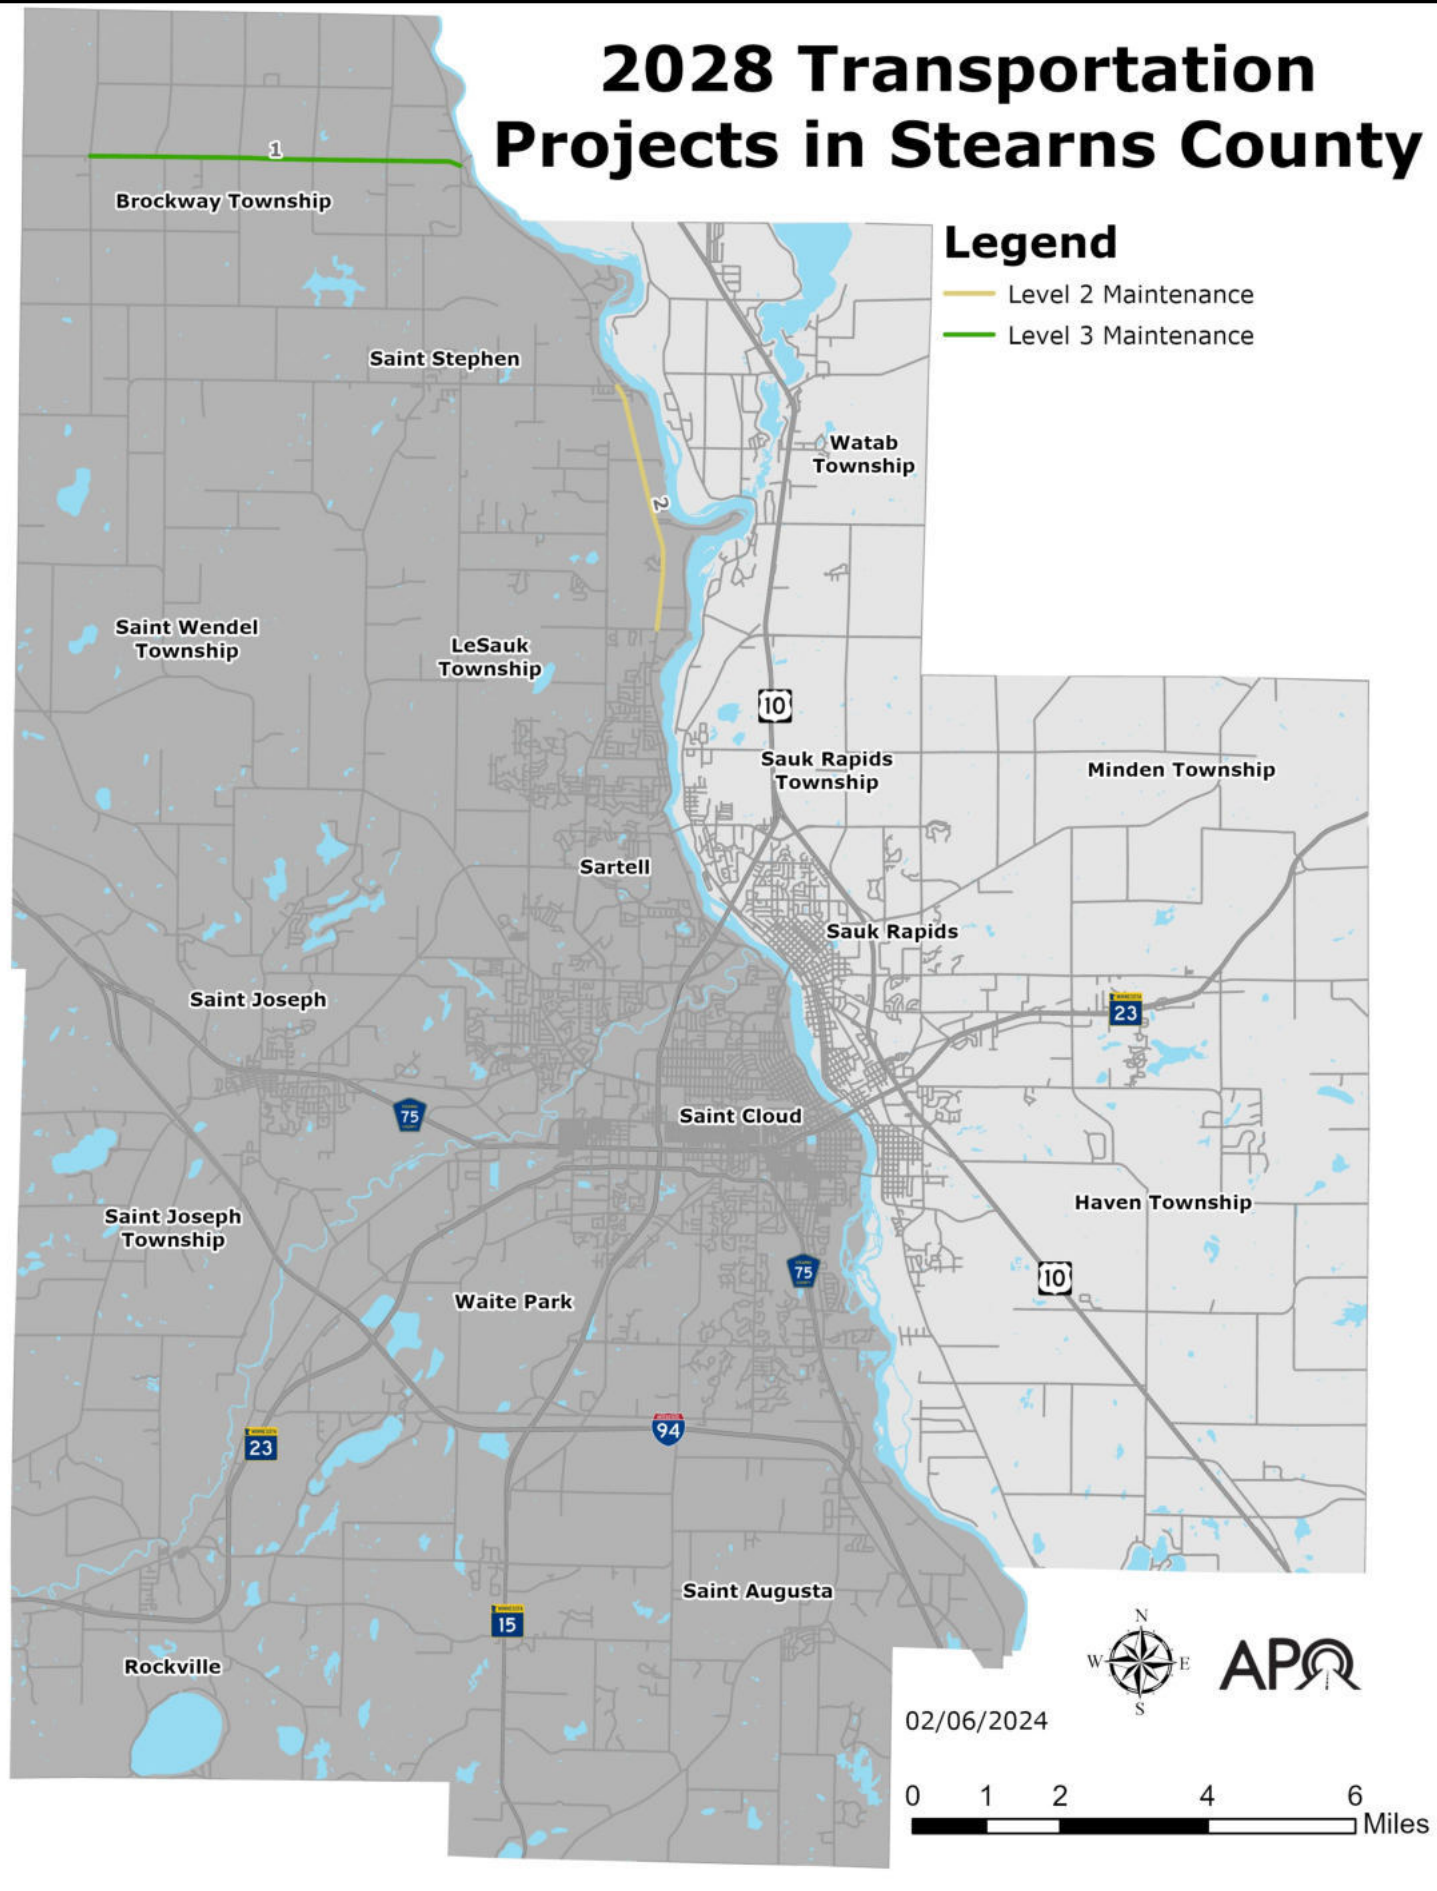 2028 Transportation
Projects in Stearns County
Legend
Level 2 Maintenance
Level 3 Maintenance
1
Brockway Township
Saint Stephen
Watab
Township
2
Saint Wendel
Township
LeSauk
Township
10
Sauk Rapids
Township
Minden Township
Sartell
Sauk Rapids
Saint Joseph
23
75
Saint Cloud
Saint Joseph
Township
Haven Township
75
10
Waite Park
94
23
Saint Augusta
15
Rockville
N
W
E
S
APO
02/06/2024
0 1 2 4 6
Miles